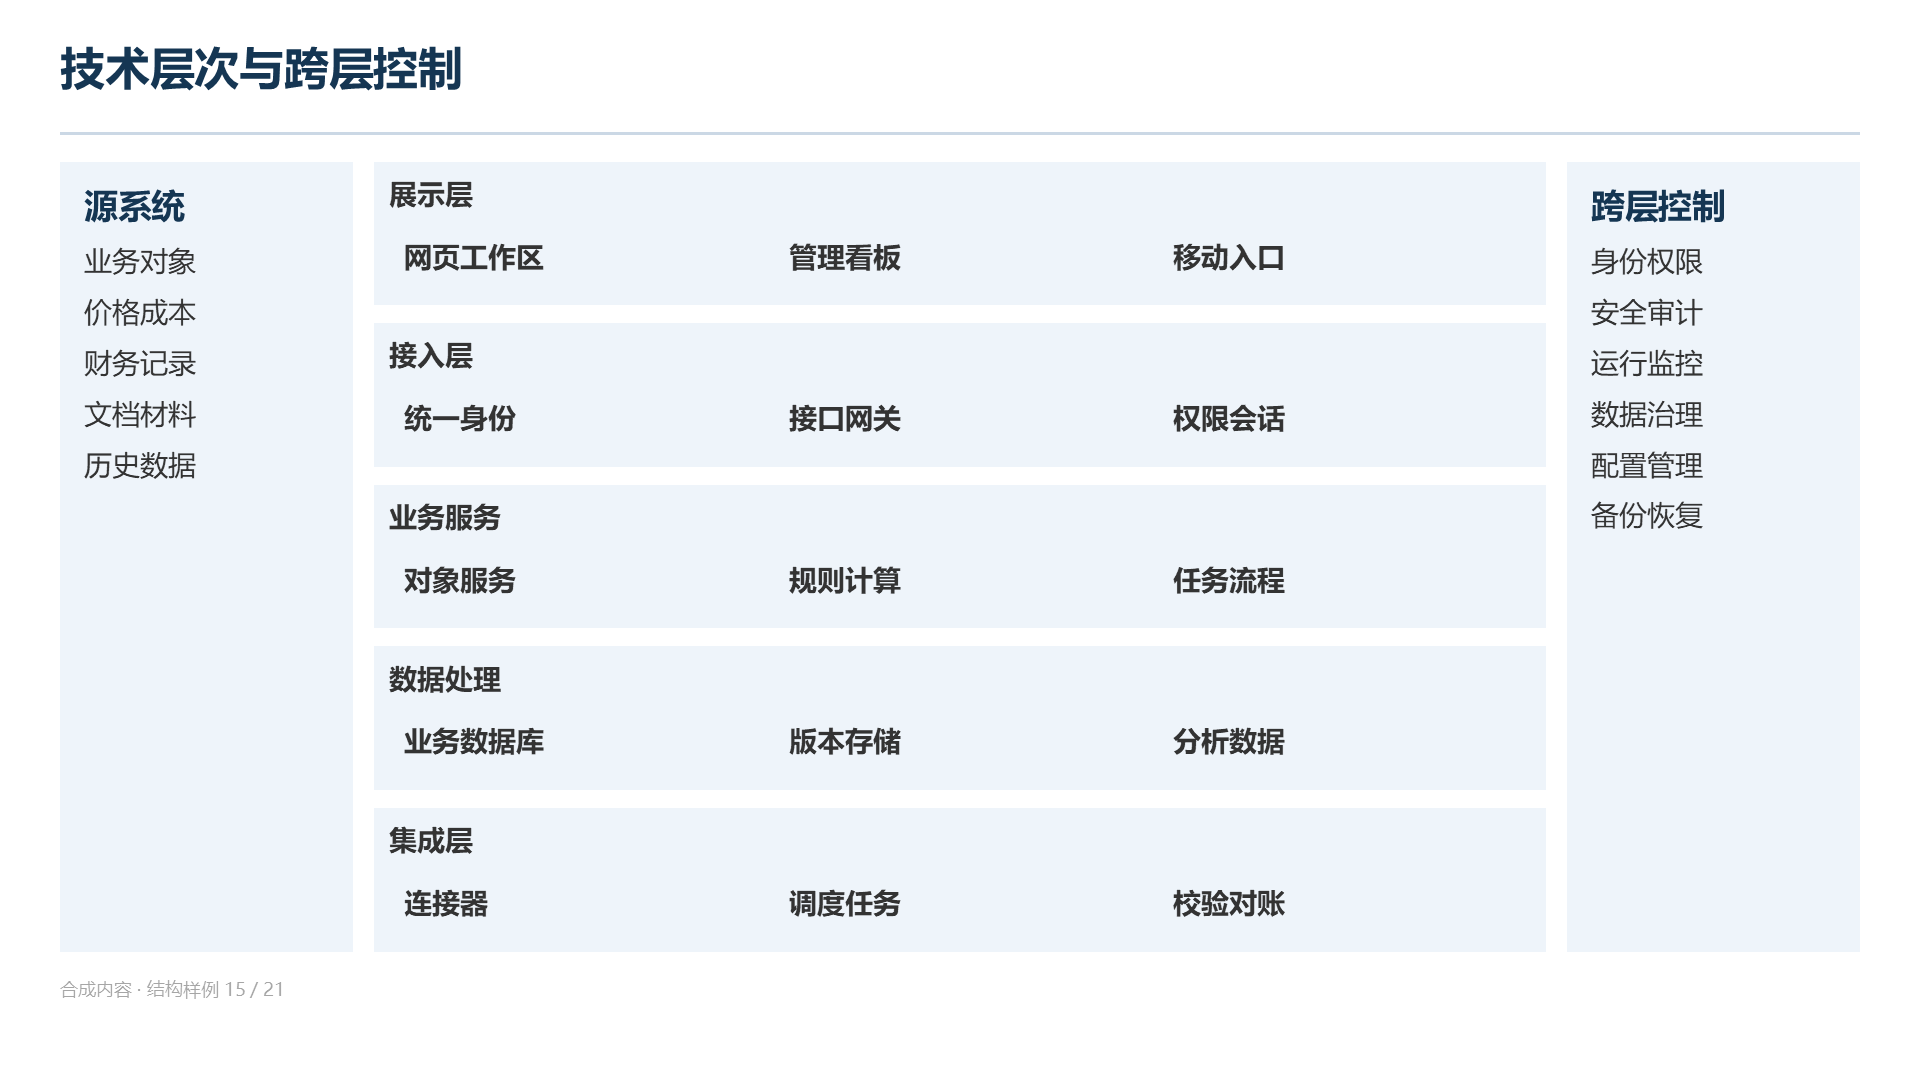 技术层次与跨层控制
源系统
业务对象
价格成本
财务记录
文档材料
历史数据
展示层
网页工作区 管理看板 移动入口
接入层
统一身份 接口网关 权限会话
业务服务
对象服务 规则计算 任务流程
数据处理
业务数据库 版本存储 分析数据
集成层
连接器 调度任务 校验对账
跨层控制
身份权限
安全审计
运行监控
数据治理
配置管理
备份恢复
合成内容 · 结构样例 15 / 21